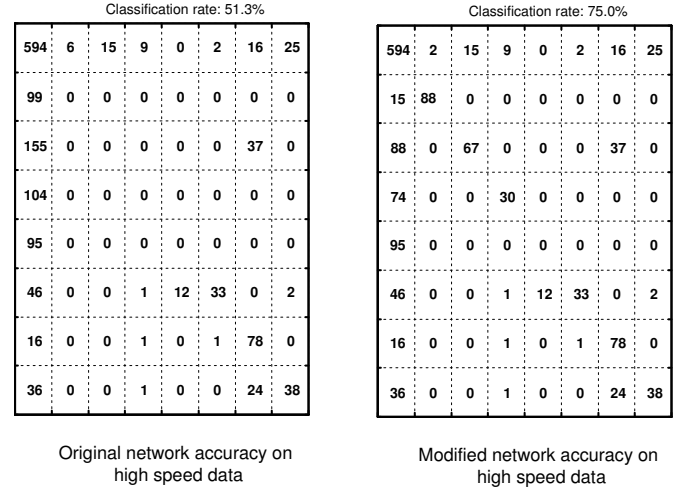 Classification rate: 51.3%
594 6 15 9 0 2 16 25
99 0 0 0 0 0 0 0
155 0 0 0 0 0 37 0
104 0 0 0 0 0 0 0
95 0 0 0 0 0 0 0
46 0 0 1 12 33 0 2
16 0 0 1 0 1 78 0
36 0 0 1 0 0 24 38
Original network accuracy on
high speed data
Classification rate: 75.0%
594 2 15 9 0 2 16 25
15 88 0 0 0 0 0 0
88 0 67 0 0 0 37 0
74 0 0 30 0 0 0 0
95 0 0 0 0 0 0 0
46 0 0 1 12 33 0 2
16 0 0 1 0 1 78 0
36 0 0 1 0 0 24 38
Modified network accuracy on
high speed data